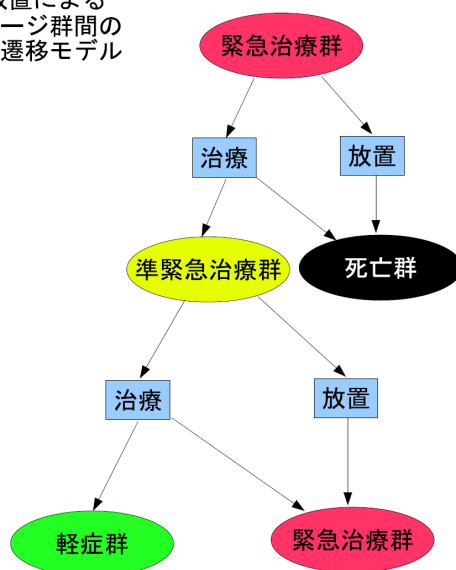 放置による
ージ群間の
遷移モデル
緊急治療群
治療
放置
準緊急治療群
死亡群
治療
放置
軽症群
緊急治療群